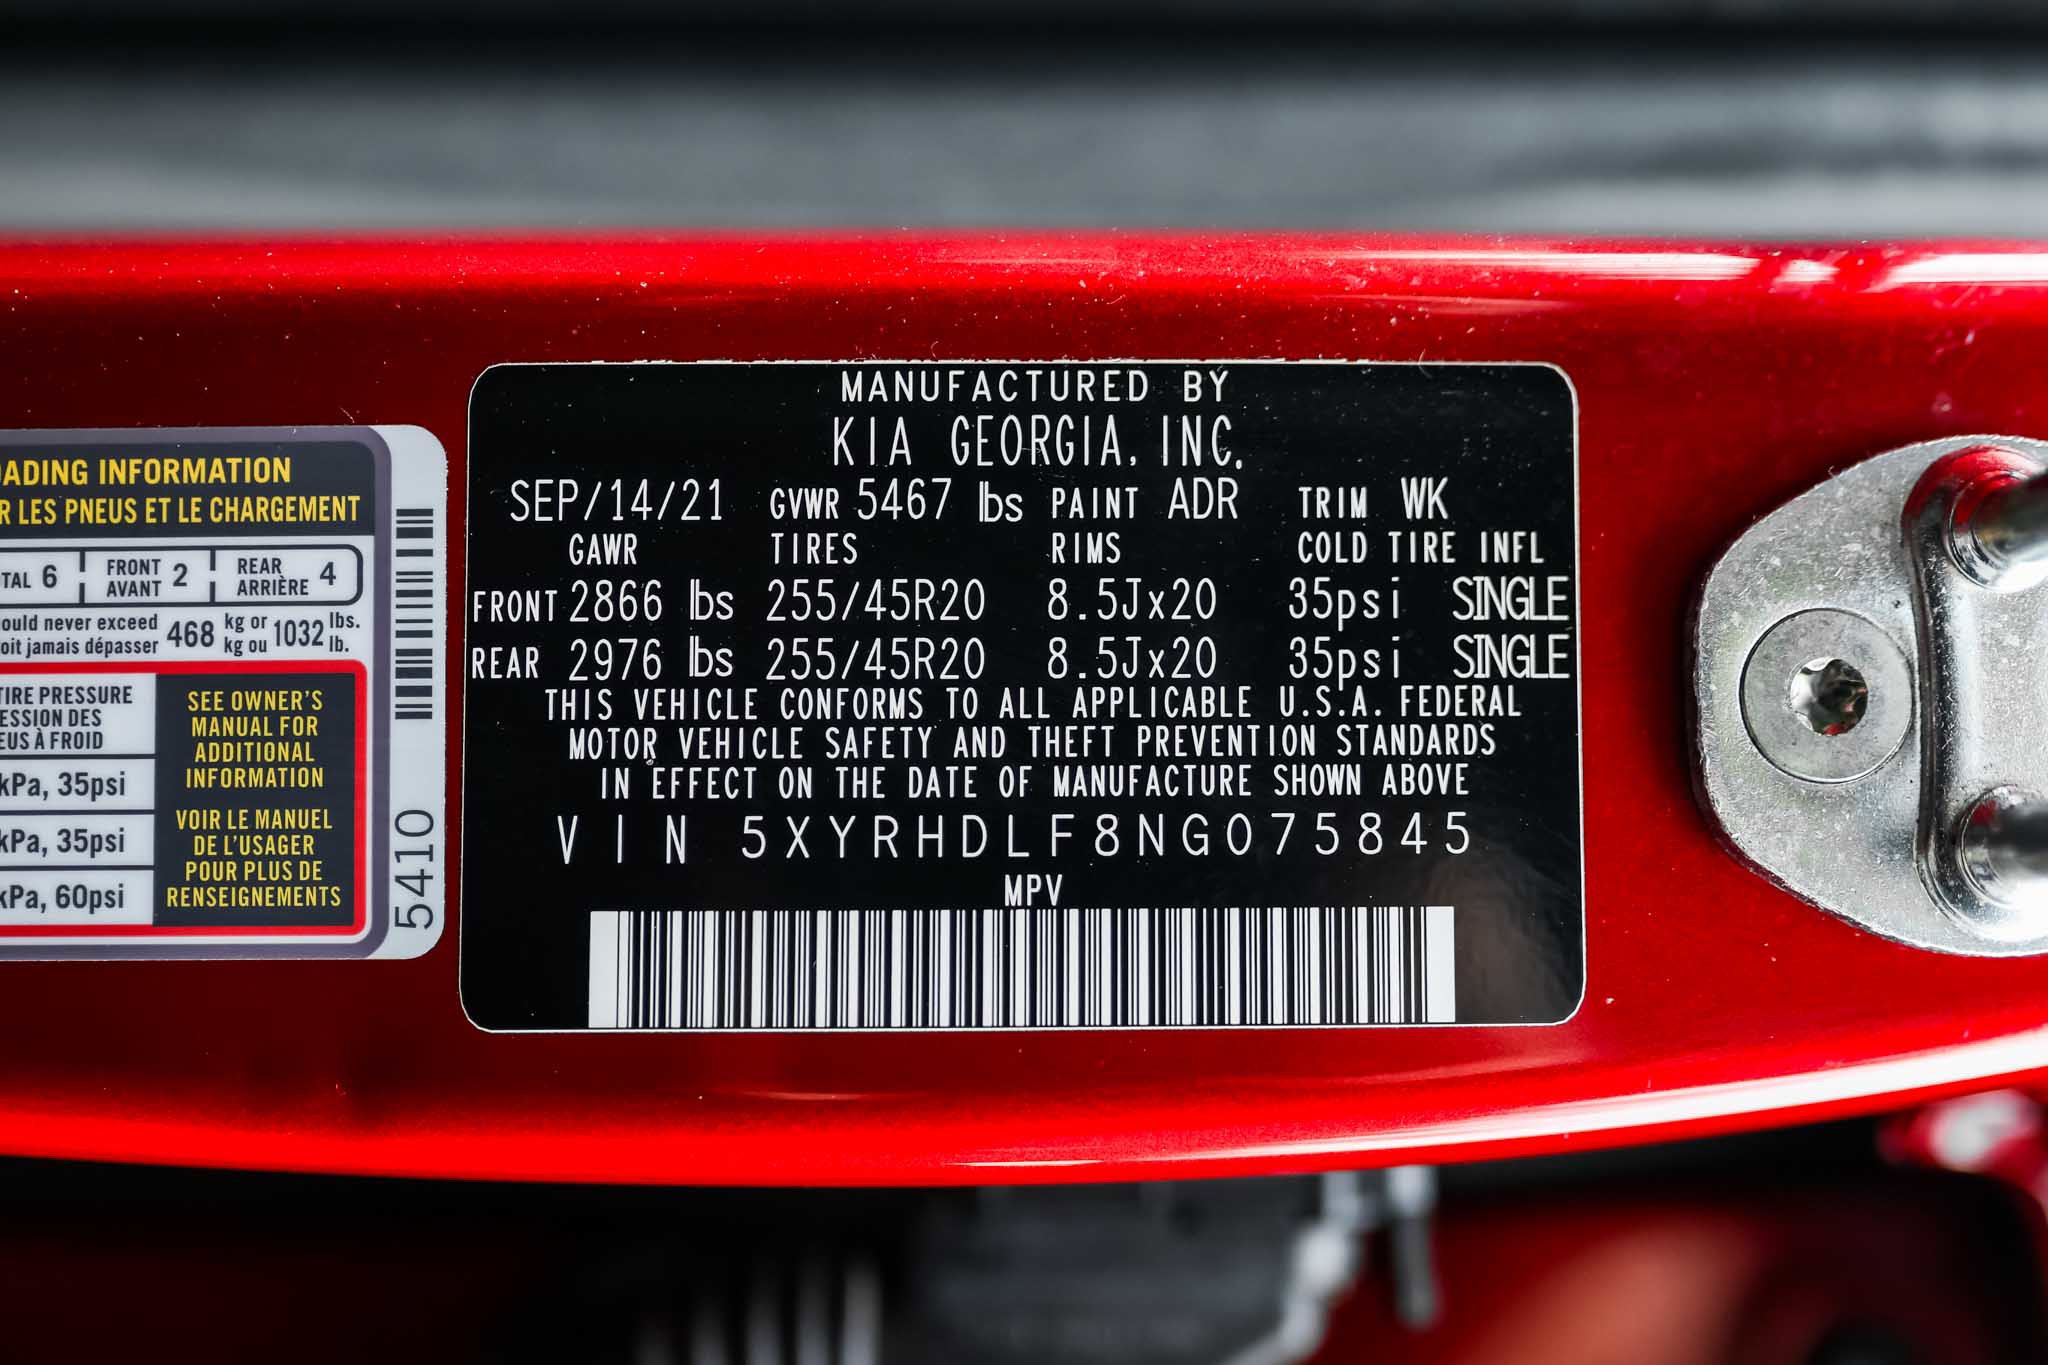 ADING INFORMATION
R LES PNEUS ET LE CHARGEMENT
TAL 6 FRONT AVANT 2 REAR ARRIÈRE 4
ould never exceed 468 kg or 1032 lbs.
oit jamais dépasser kg ou lb.
TIRE PRESSURE
ESSION DES
EUS À FROID
kPa, 35psi
kPa, 35psi
kPa, 60psi
SEE OWNER'S
MANUAL FOR
ADDITIONAL
INFORMATION
VOIR LE MANUEL
DE L'USAGER
POUR PLUS DE
RENSEIGNEMENTS
5410
MANUFACTURED BY
KIA GEORGIA, INC.
SEP/14/21 GVWR 5467 lbs PAINT ADR TRIM WK
GAWR TIRES RIMS COLD TIRE INFL
FRONT 2866 lbs 255/45R20 8.5Jx20 35psi SINGLE
REAR 2976 lbs 255/45R20 8.5Jx20 35psi SINGLE
THIS VEHICLE CONFORMS TO ALL APPLICABLE U.S.A. FEDERAL
MOTOR VEHICLE SAFETY AND THEFT PREVENTION STANDARDS
IN EFFECT ON THE DATE OF MANUFACTURE SHOWN ABOVE
VIN 5XYRHDLF8NG075845
MPV